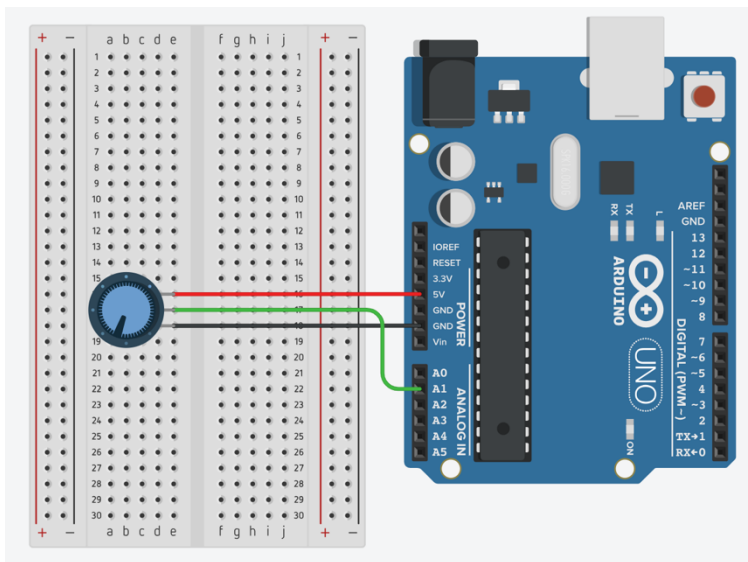 + − a b c d e f g h i j + −
1 1
2 2
3 3
4 4
5 5
6 6
7 7
8 8
9 9
10 10
11 11
12 12
13 13
14 14
15 15
16
17
18
19 19
20 20
21 21
22 22
23 23
24 24
25 25
26 26
27 27
28 28
29 29
30 30
+ − a b c d e f g h i j + −
IOREF
RESET
3.3V
5V
GND
GND
Vin
POWER
A0
A1
A2
A3
A4
A5
ANALOG IN
RX
TX
L
ARDUINO
UNO
ON
AREF
GND
13
12
~11
~10
~9
8
7
~6
~5
4
~3
2
TX→1
RX←0
DIGITAL (PWM~)